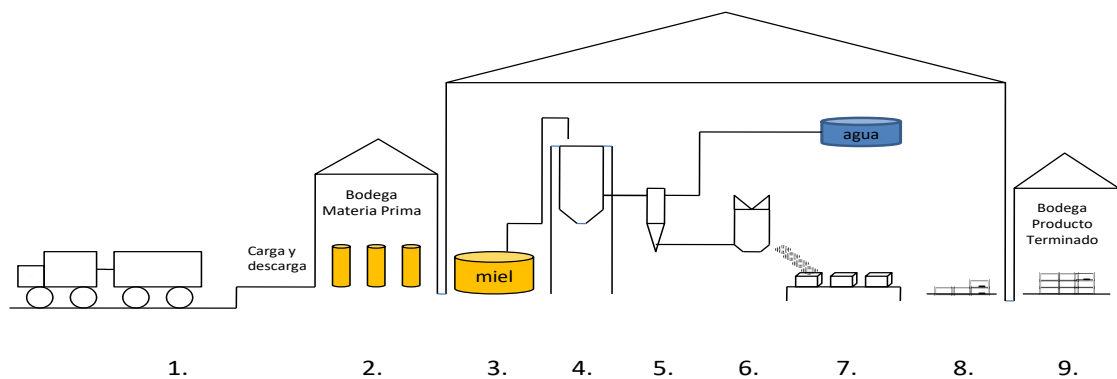 agua
Bodega
Materia Prima
Bodega
Producto
Terminado
Carga y
descarga
miel
1.
2.
3.
4.
5.
6.
7.
8.
9.